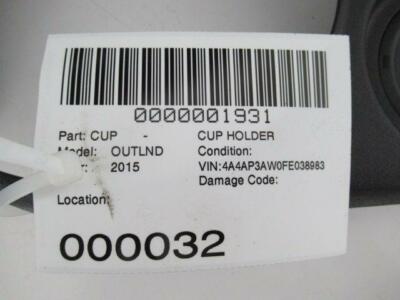 0000001931
Part: CUP - CUP HOLDER
Model: OUTLND Condition:
2015 VIN:4A4AP3AW0FE038983
Damage Code:
Location:
000032